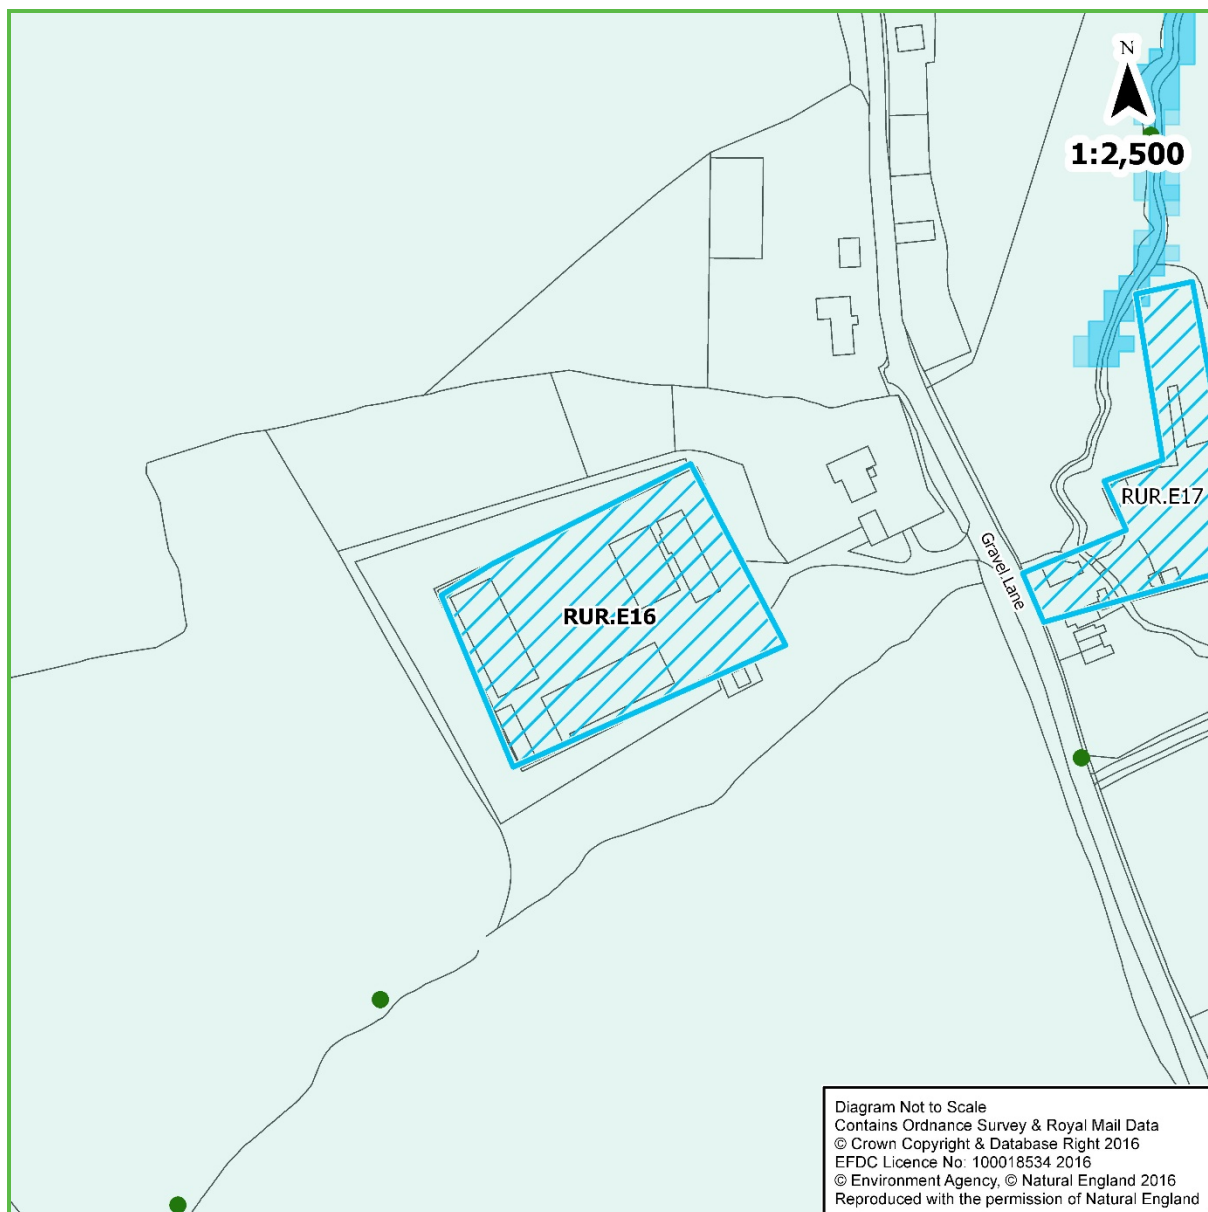 N
1:2,500
RUR.E17
Gravel Lane
RUR.E16
Diagram Not to Scale
Contains Ordnance Survey & Royal Mail Data
© Crown Copyright & Database Right 2016
EFDC Licence No: 100018534 2016
© Environment Agency, © Natural England 2016
Reproduced with the permission of Natural England